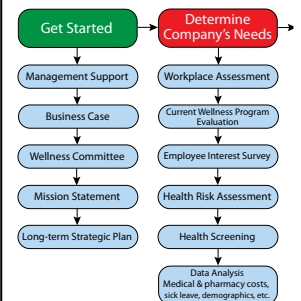 Get Started
Management Support
Business Case
Wellness Committee
Mission Statement
Long-term Strategic Plan
Determine
Company's Needs
Workplace Assessment
Current Wellness Program
Evaluation
Employee Interest Survey
Health Risk Assessment
Health Screening
Data Analysis
Medical & pharmacy costs,
sick leave, demographics, etc.